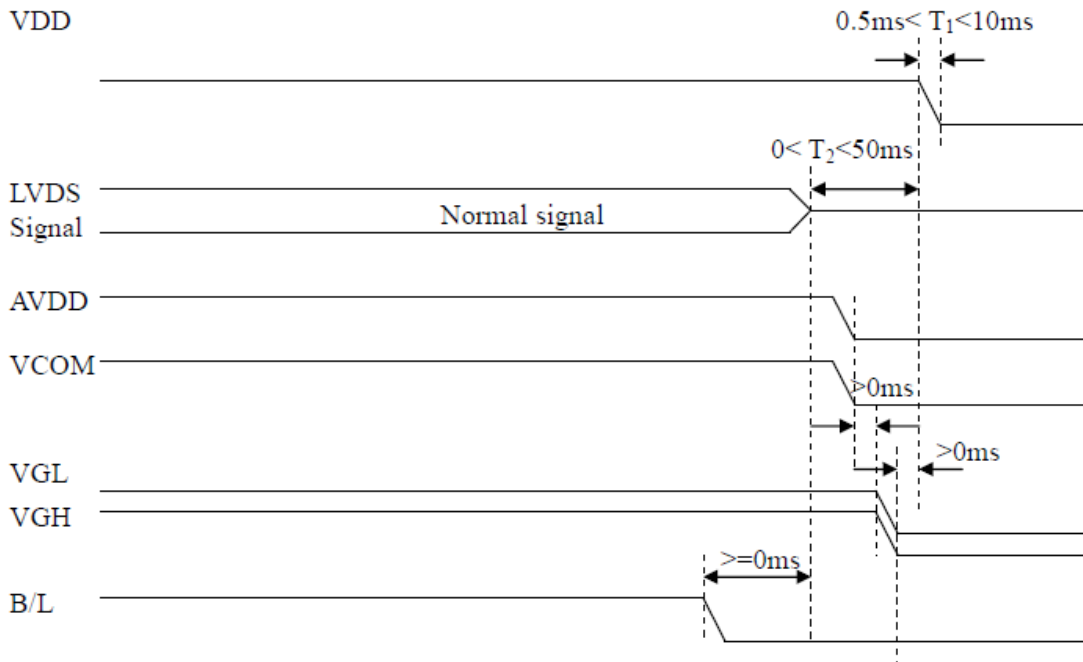 VDD
0.5ms< T₁<10ms
0< T₂<50ms
LVDS
Signal
Normal signal
AVDD
VCOM
>0ms
>0ms
VGL
VGH
>=0ms
B/L